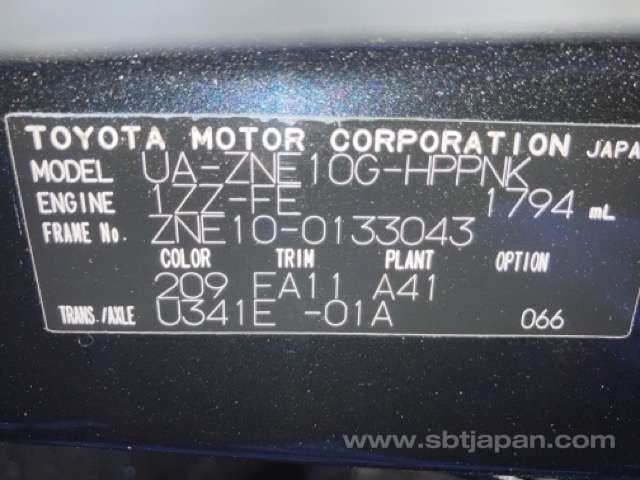 TOYOTA MOTOR CORPORATION JAPA
MODEL UA-ZNE10G-HPPNK
ENGINE 1ZZ-FE 1794 mL
FRAME No. ZNE10-0133043
COLOR TRIM PLANT OPTION
209 EA11 A41
TRANS./AXLE U341E -01A 066
www.sbtjapan.com